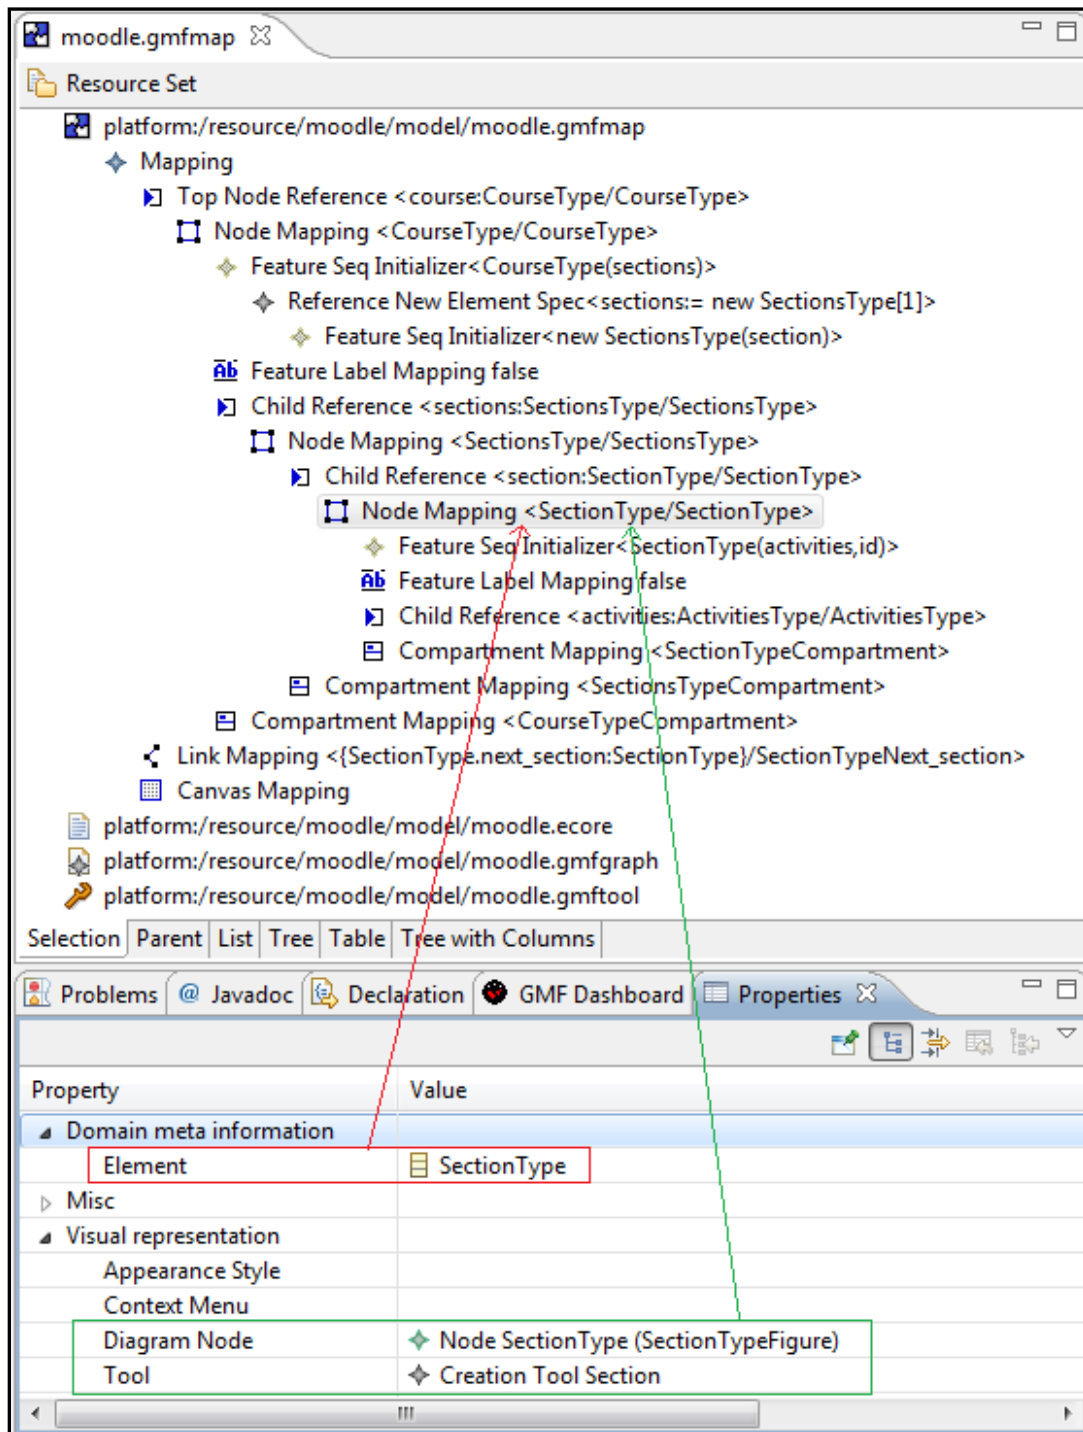 moodle.gmfmap
Resource Set
platform:/resource/moodle/model/moodle.gmfmap
Mapping
Top Node Reference <course:CourseType/CourseType>
Node Mapping <CourseType/CourseType>
Feature Seq Initializer<CourseType(sections)>
Reference New Element Spec<sections:= new SectionsType[1]>
Feature Seq Initializer<new SectionsType(section)>
Ab Feature Label Mapping false
Child Reference <sections:SectionsType/SectionsType>
Node Mapping <SectionsType/SectionsType>
Child Reference <section:SectionType/SectionType>
Node Mapping <SectionType/SectionType>
Feature Seq Initializer<SectionType(activities,id)>
Ab Feature Label Mapping false
Child Reference <activities:ActivitiesType/ActivitiesType>
Compartment Mapping <SectionTypeCompartment>
Compartment Mapping <SectionsTypeCompartment>
Compartment Mapping <CourseTypeCompartment>
Link Mapping <{SectionType.next_section:SectionType}/SectionTypeNext_section>
Canvas Mapping
platform:/resource/moodle/model/moodle.ecore
platform:/resource/moodle/model/moodle.gmfgraph
platform:/resource/moodle/model/moodle.gmftool
Selection Parent List Tree Table Tree with Columns
Problems @ Javadoc Declaration GMF Dashboard Properties
Property Value
Domain meta information
Element SectionType
Misc
Visual representation
Appearance Style
Context Menu
Diagram Node Node SectionType (SectionTypeFigure)
Tool Creation Tool Section